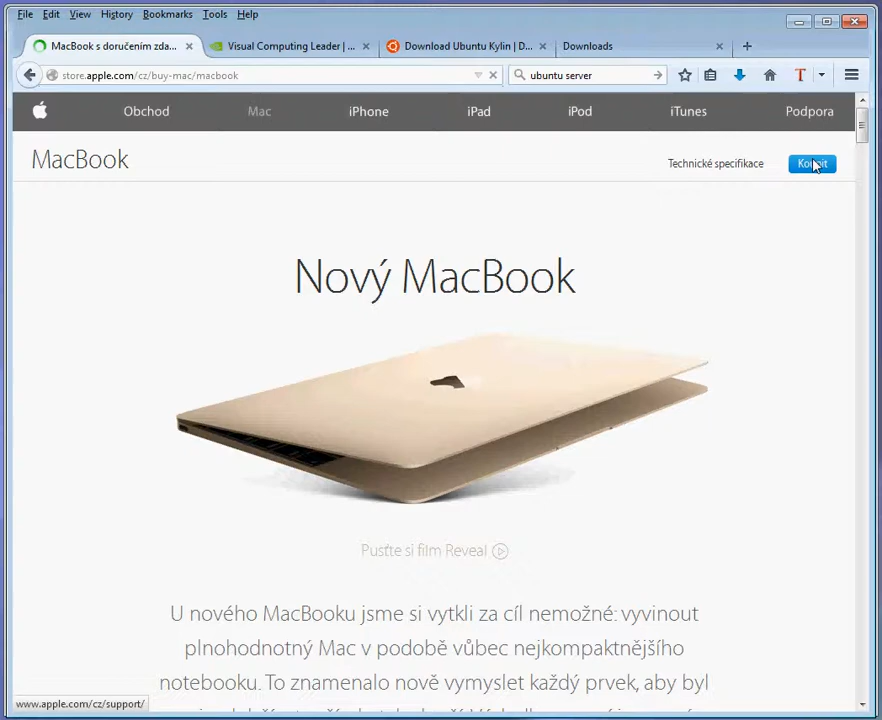 File Edit View History Bookmarks Tools Help
MacBook s doručením zda... Visual Computing Leader | ... Download Ubuntu Kylin | D... Downloads
store.apple.com/cz/buy-mac/macbook ubuntu server
Obchod Mac iPhone iPad iPod iTunes Podpora
MacBook Technické specifikace
Nový MacBook
Pusťte si film Reveal
U nového MacBooku jsme si vytkli za cíl nemožné: vyvinout
plnohodnotný Mac v podobě vůbec nejkompaktnějšího
notebooku. To znamenalo nově vymyslet každý prvek, aby byl
www.apple.com/cz/support/